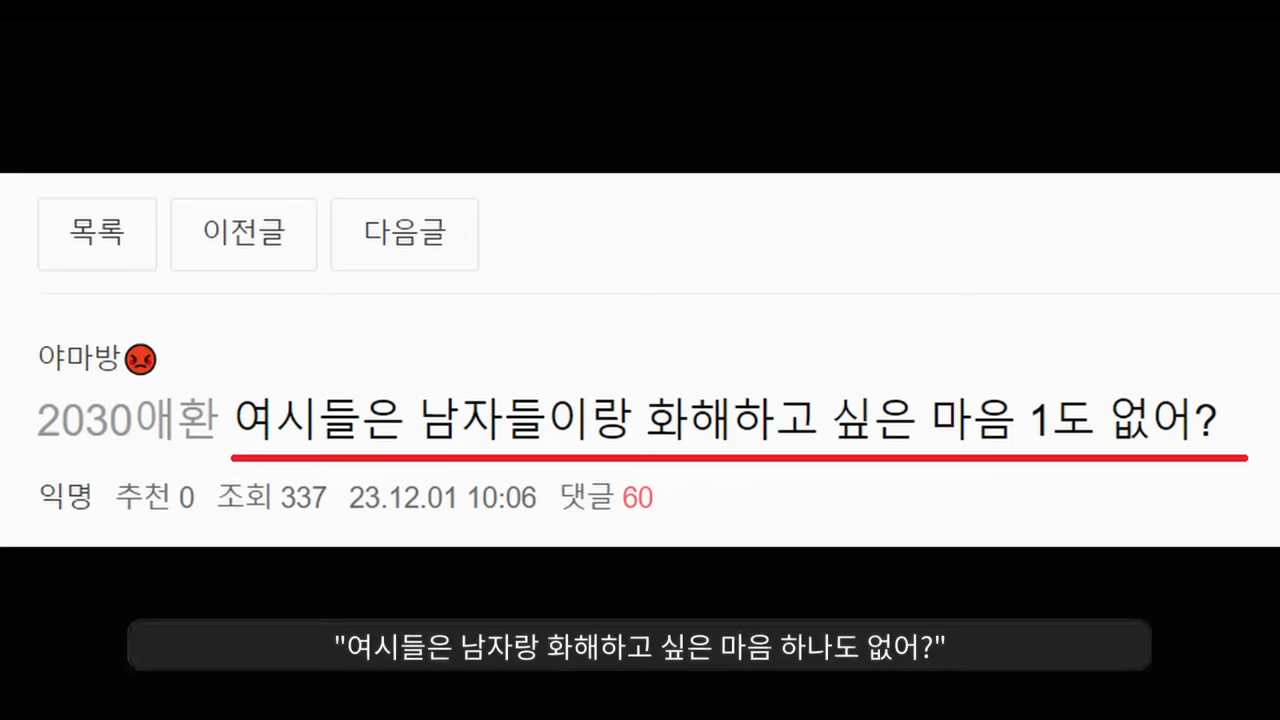 목록 이전글 다음글
야마방😡
2030애환 여시들은 남자들이랑 화해하고 싶은 마음 1도 없어?
익명 추천 0 조회 337 23.12.01 10:06 댓글 60
"여시들은 남자랑 화해하고 싶은 마음 하나도 없어?"